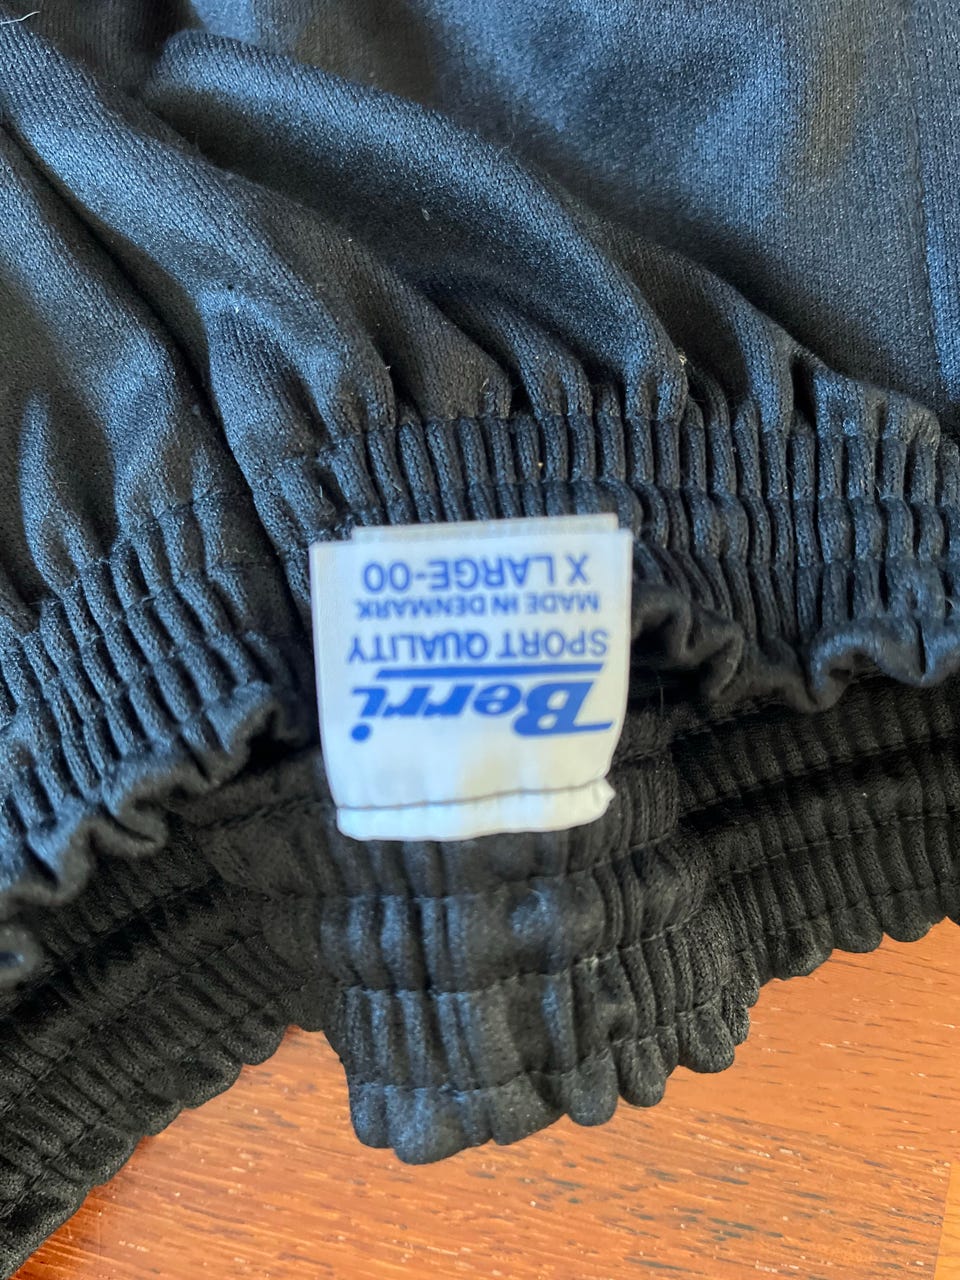 Berri
SPORT QUALITY
MADE IN DENMARK
X LARGE-00